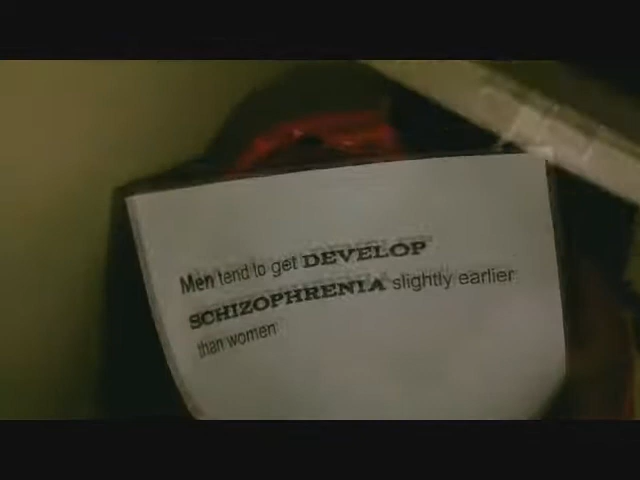 Men tend to get DEVELOP
SCHIZOPHRENIA slightly earlier
than women